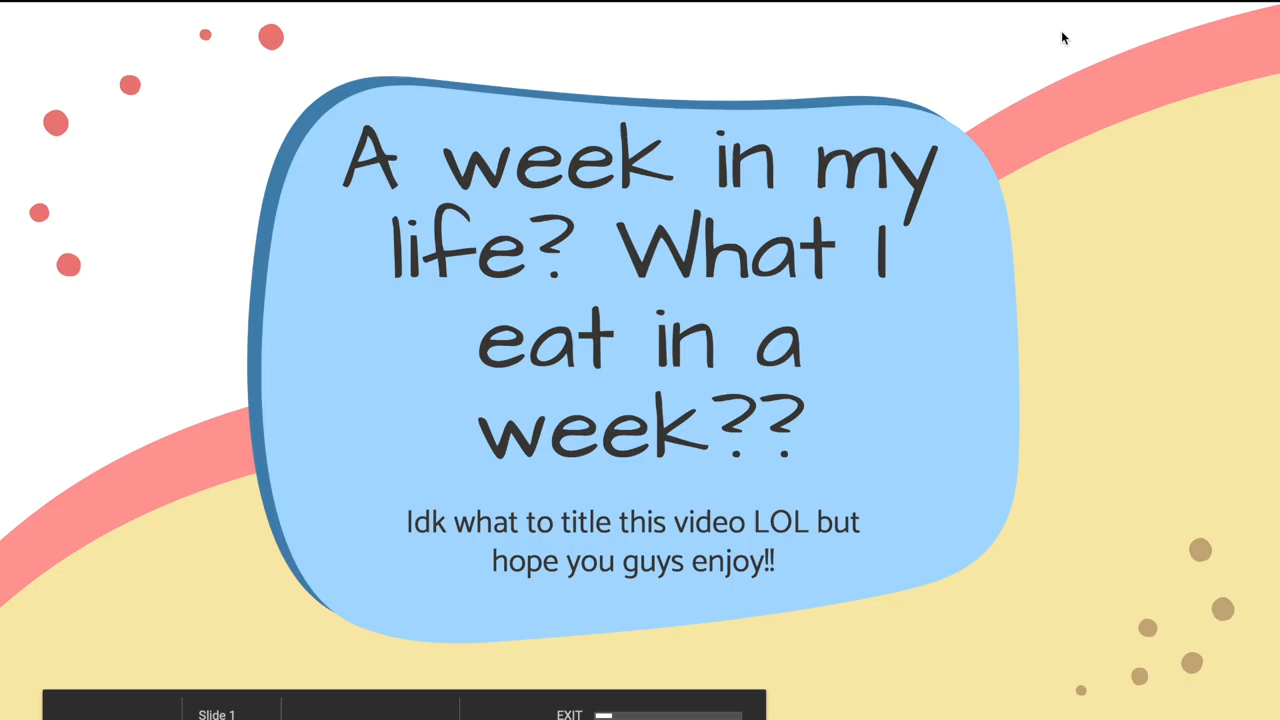 A week in my
life? What I
eat in a
week??
Idk what to title this video LOL but
hope you guys enjoy!!
Slide 1
EXIT